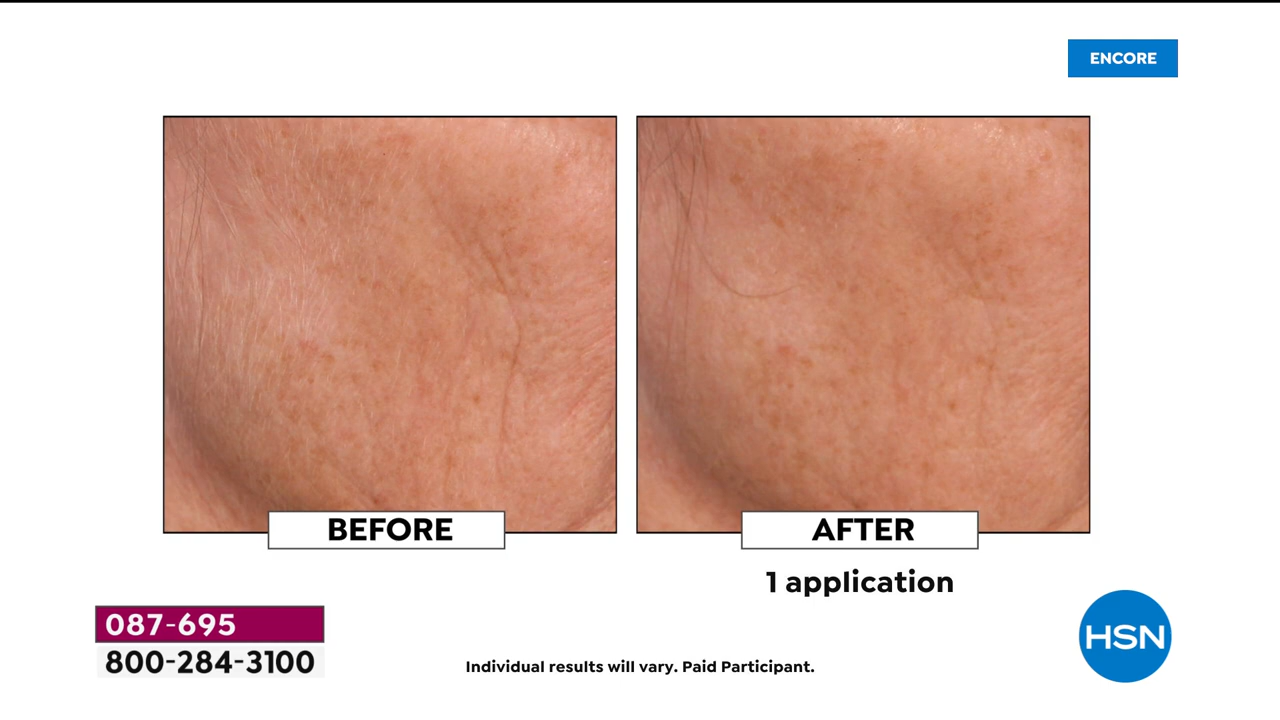 ENCORE
BEFORE
AFTER
1 application
087-695
800-284-3100
Individual results will vary. Paid Participant.
HSN